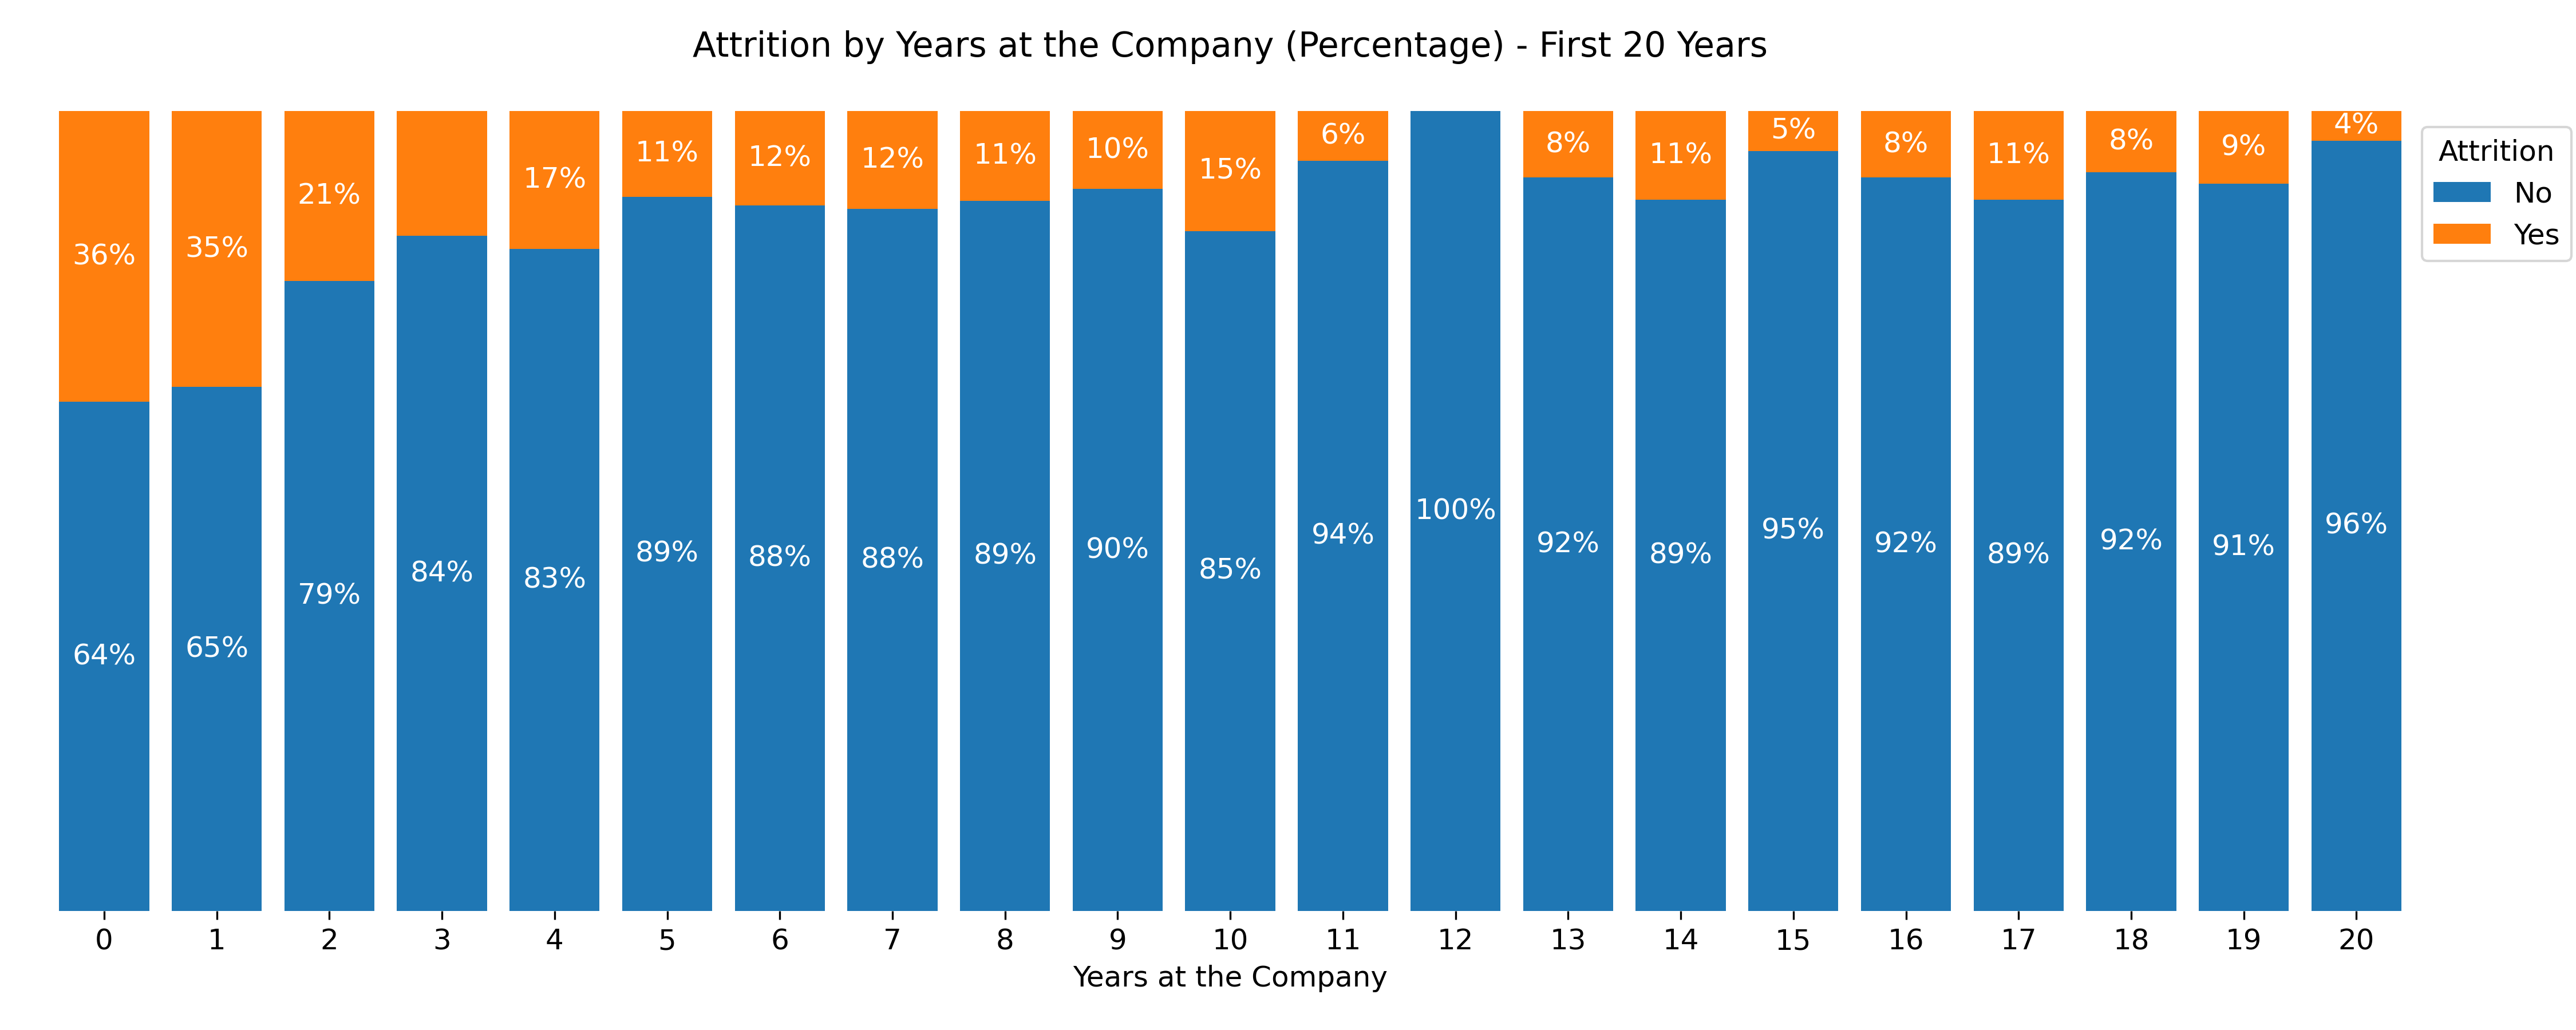 Attrition by Years at the Company (Percentage) - First 20 Years
36% 35% 21% 17% 11% 12% 12% 11% 10% 15% 6% 8% 11% 5% 8% 11% 8% 9% 4%
64% 65% 79% 84% 83% 89% 88% 88% 89% 90% 85% 94% 100% 92% 89% 95% 92% 89% 92% 91% 96%
0 1 2 3 4 5 6 7 8 9 10 11 12 13 14 15 16 17 18 19 20
Years at the Company
Attrition
No
Yes